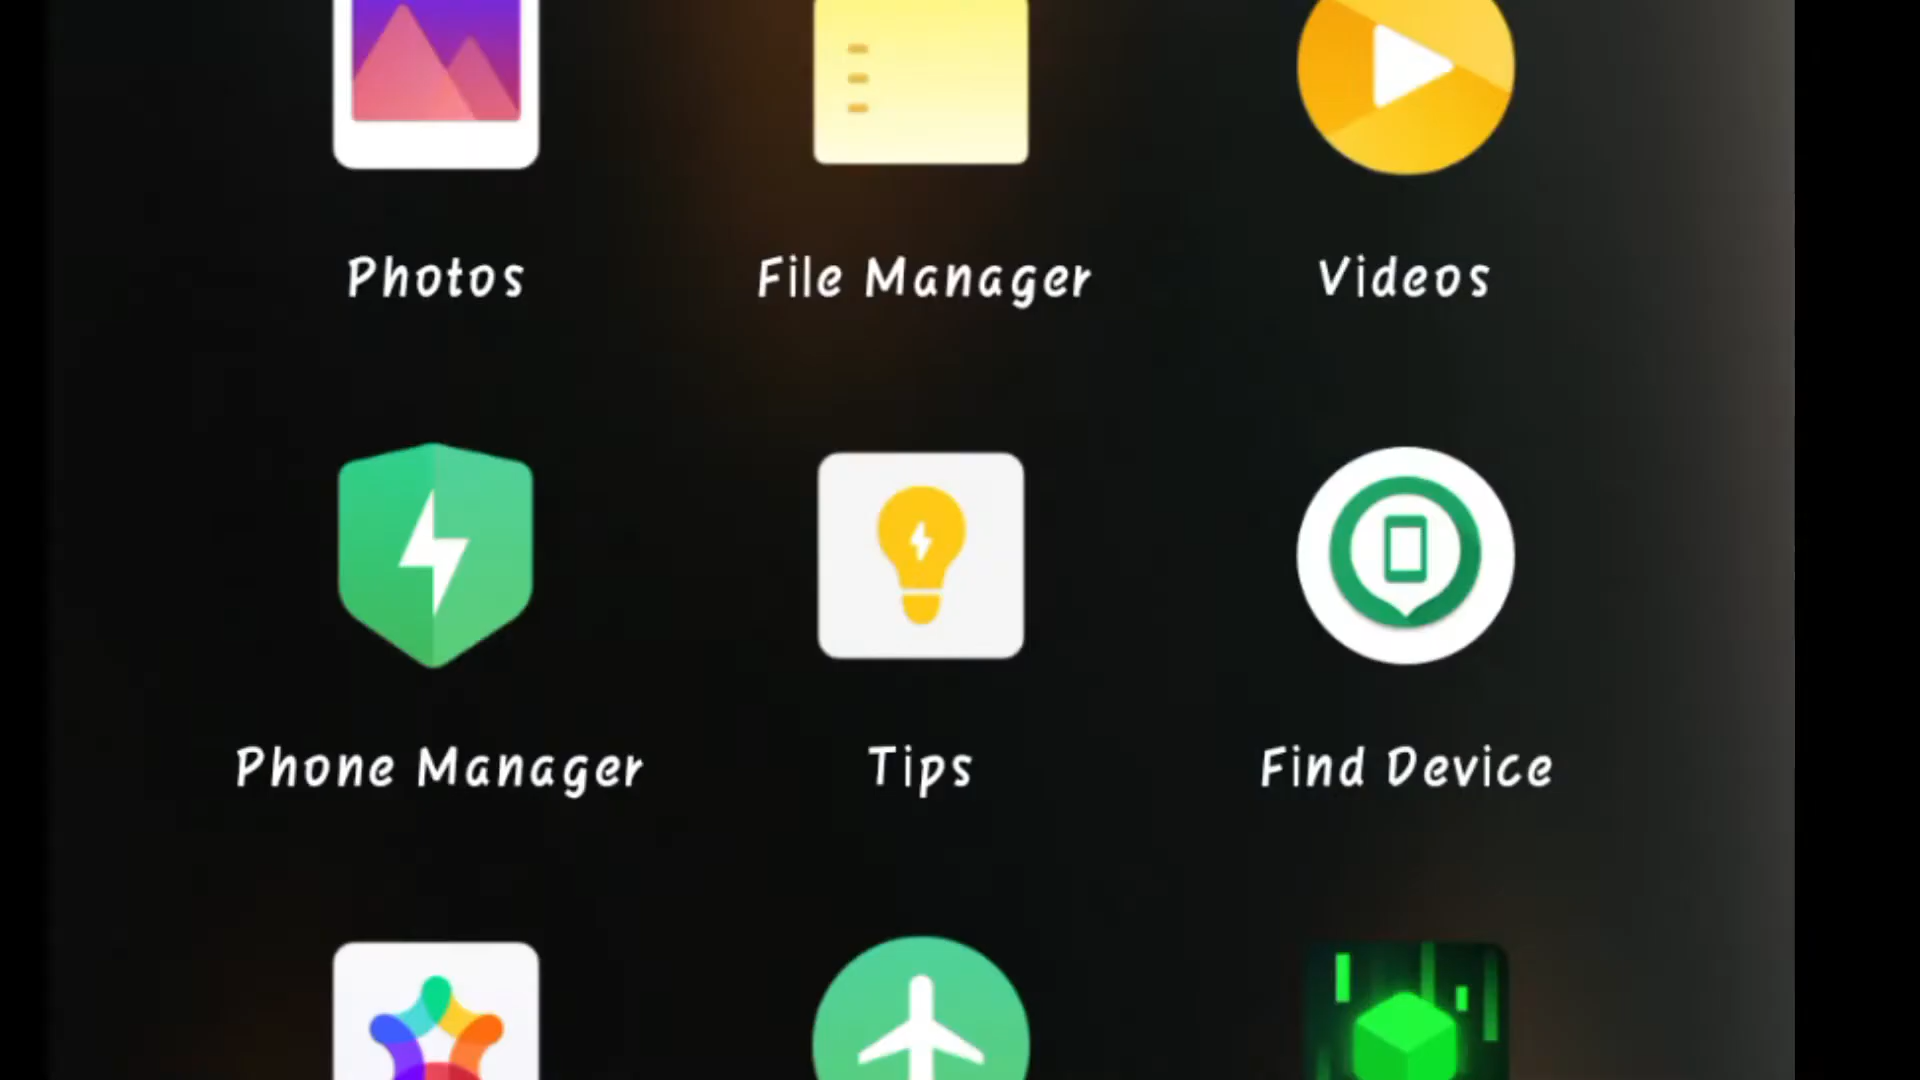 Photos
File Manager
Videos
Phone Manager
Tips
Find Device